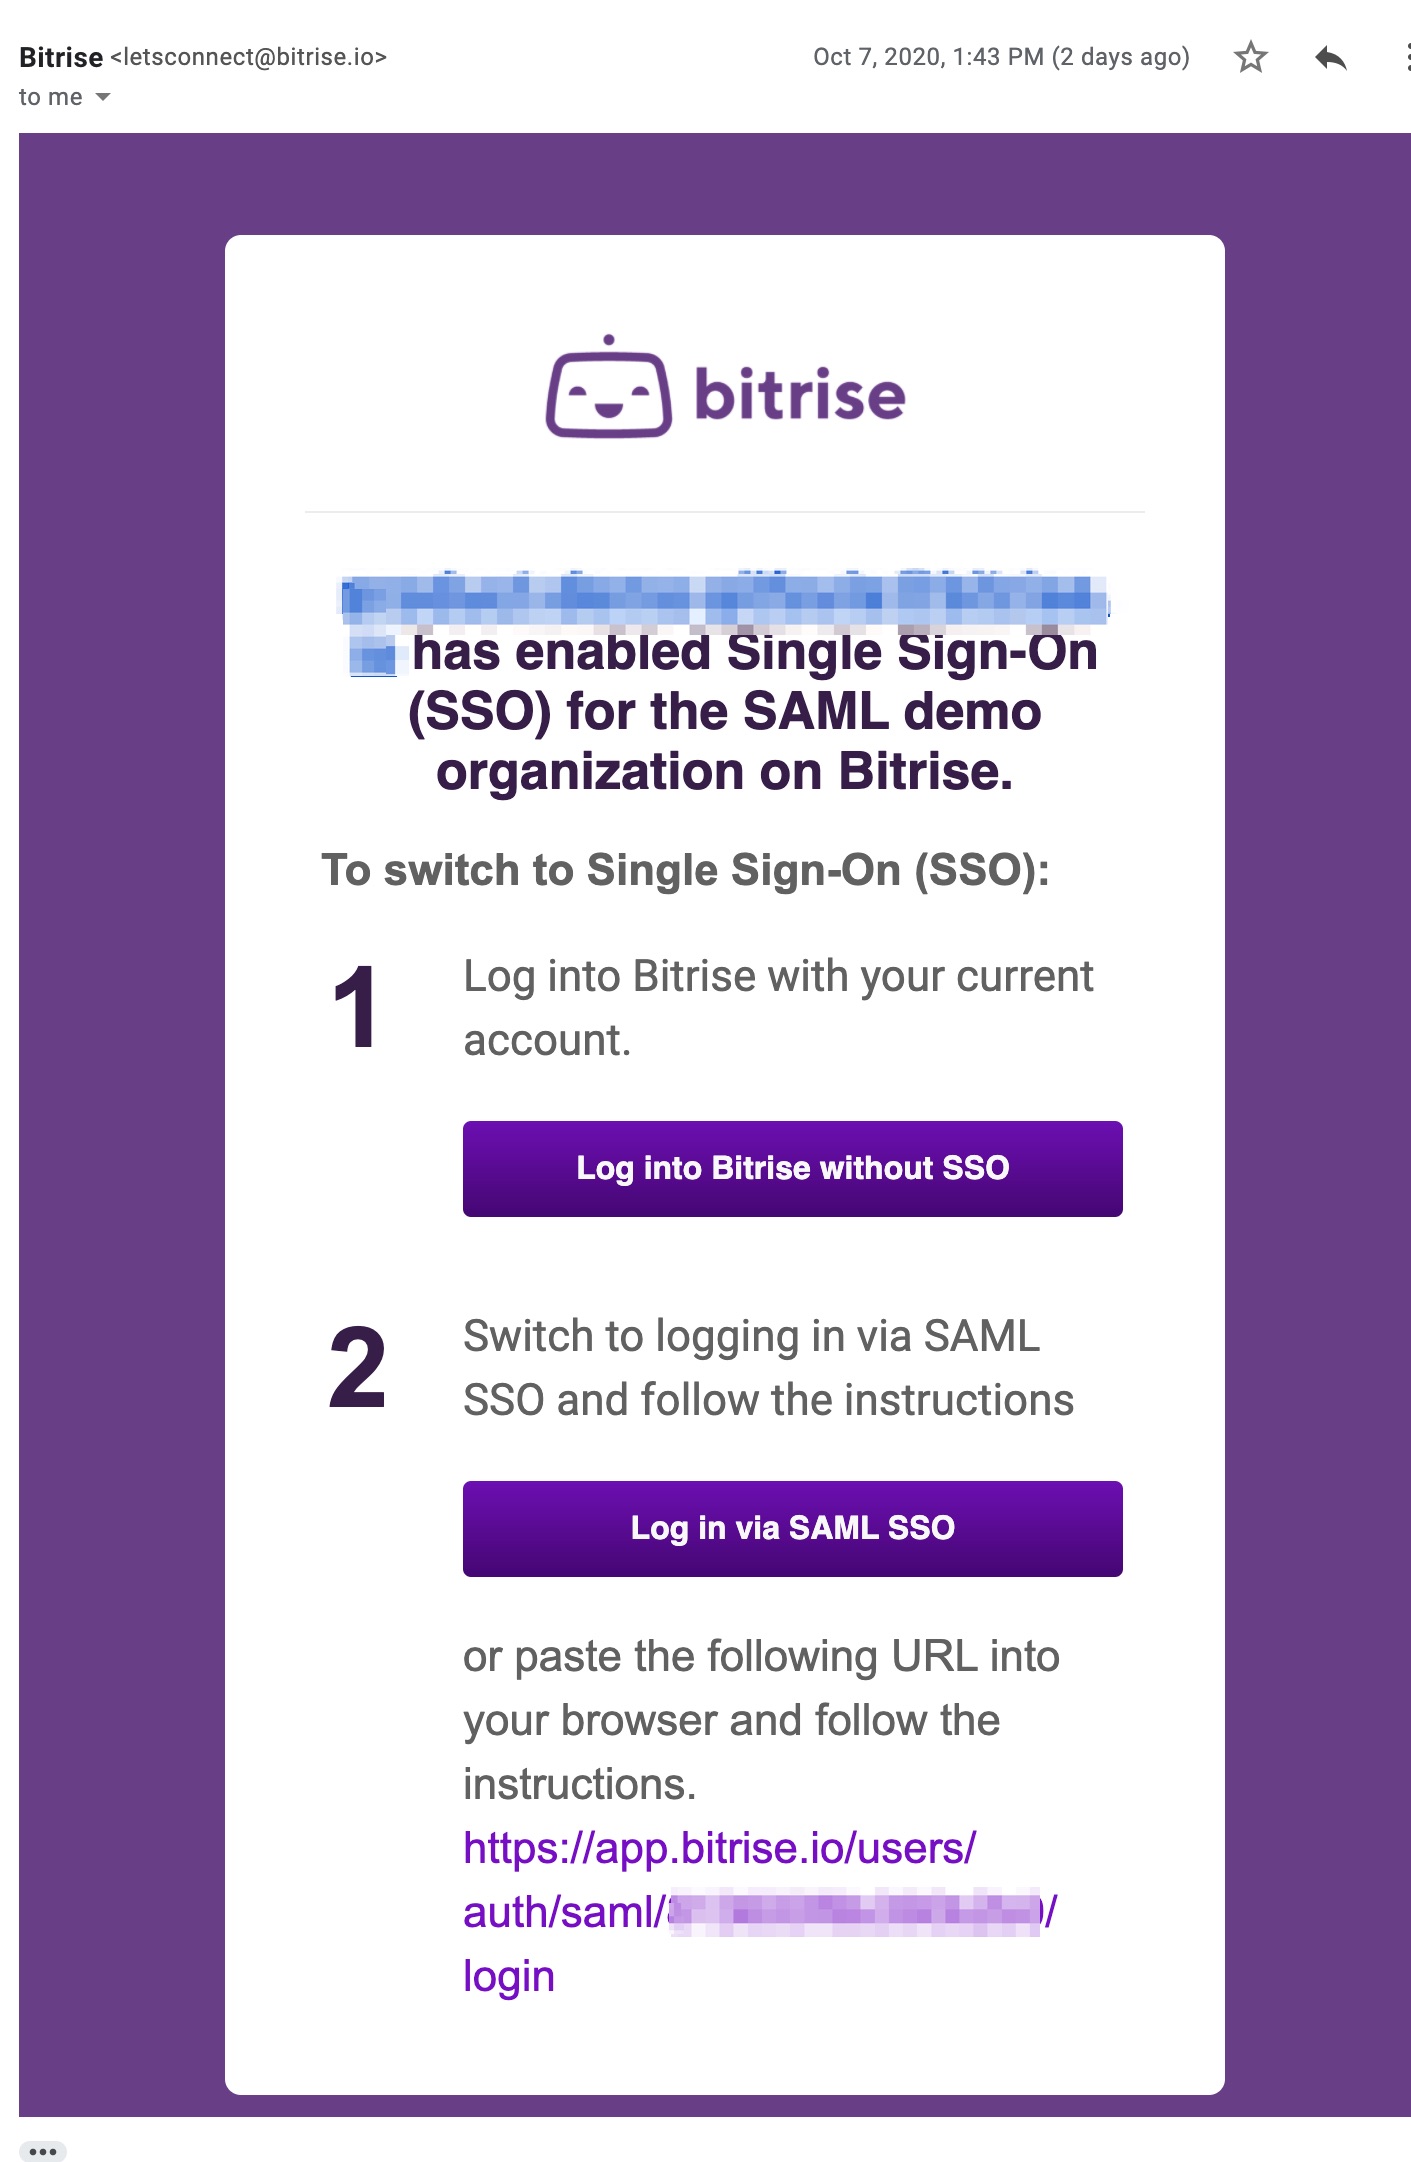 Bitrise <letsconnect@bitrise.io>
Oct 7, 2020, 1:43 PM (2 days ago)
to me
bitrise
has enabled Single Sign-On
(SSO) for the SAML demo
organization on Bitrise.
To switch to Single Sign-On (SSO):
1
Log into Bitrise with your current
account.
Log into Bitrise without SSO
2
Switch to logging in via SAML
SSO and follow the instructions
Log in via SAML SSO
or paste the following URL into
your browser and follow the
instructions.
https://app.bitrise.io/users/
auth/saml/ /
login